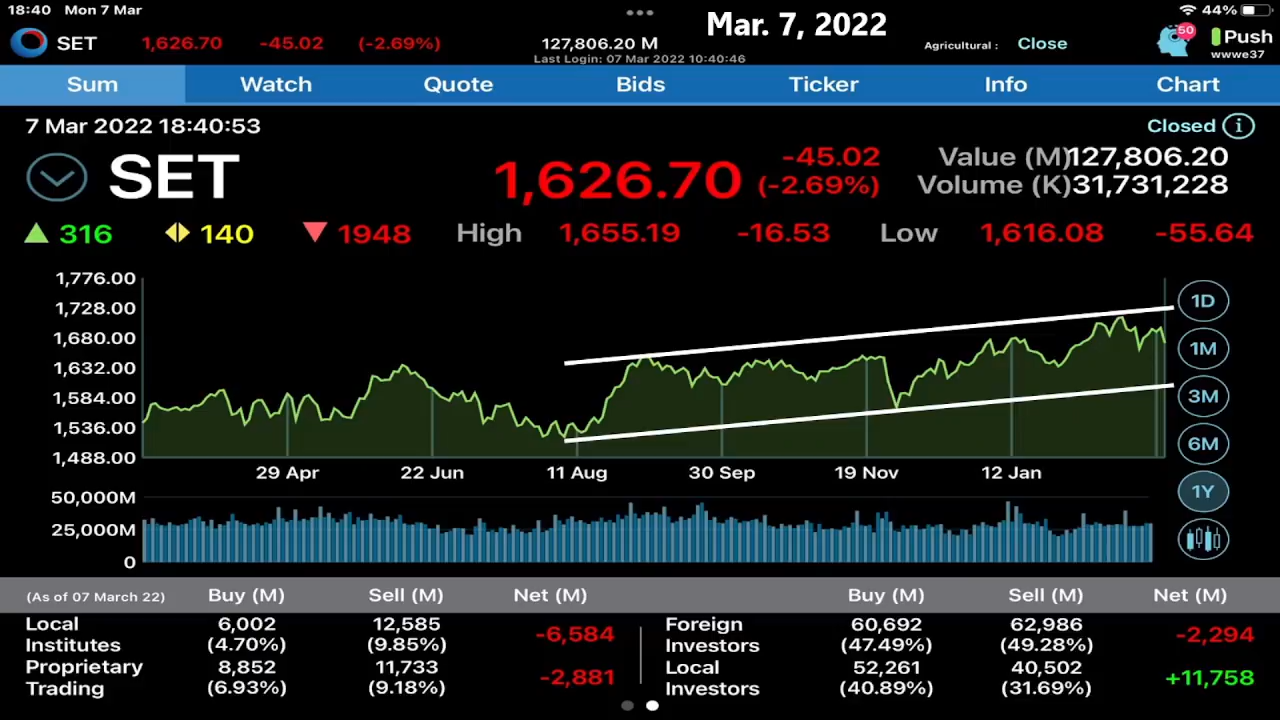 18:40 Mon 7 Mar
44%
SET 1,626.70 -45.02 (-2.69%)
127,806.20 M
Last Login: 07 Mar 2022 10:40:46
Mar. 7, 2022
Agricultural : Close
50
Push
wwwe37
Sum Watch Quote Bids Ticker Info Chart
7 Mar 2022 18:40:53
Closed i
SET
1,626.70
-45.02
(-2.69%)
Value (M)127,806.20
Volume (K)31,731,228
316 140 1948 High 1,655.19 -16.53 Low 1,616.08 -55.64
1,776.00
1,728.00
1,680.00
1,632.00
1,584.00
1,536.00
1,488.00
29 Apr 22 Jun 11 Aug 30 Sep 19 Nov 12 Jan
50,000M
25,000M
0
1D
1M
3M
6M
1Y
(As of 07 March 22) Buy (M) Sell (M) Net (M) Buy (M) Sell (M) Net (M)
Local Institutes 6,002 (4.70%) 12,585 (9.85%) -6,584
Foreign Investors 60,692 (47.49%) 62,986 (49.28%) -2,294
Proprietary Trading 8,852 (6.93%) 11,733 (9.18%) -2,881
Local Investors 52,261 (40.89%) 40,502 (31.69%) +11,758